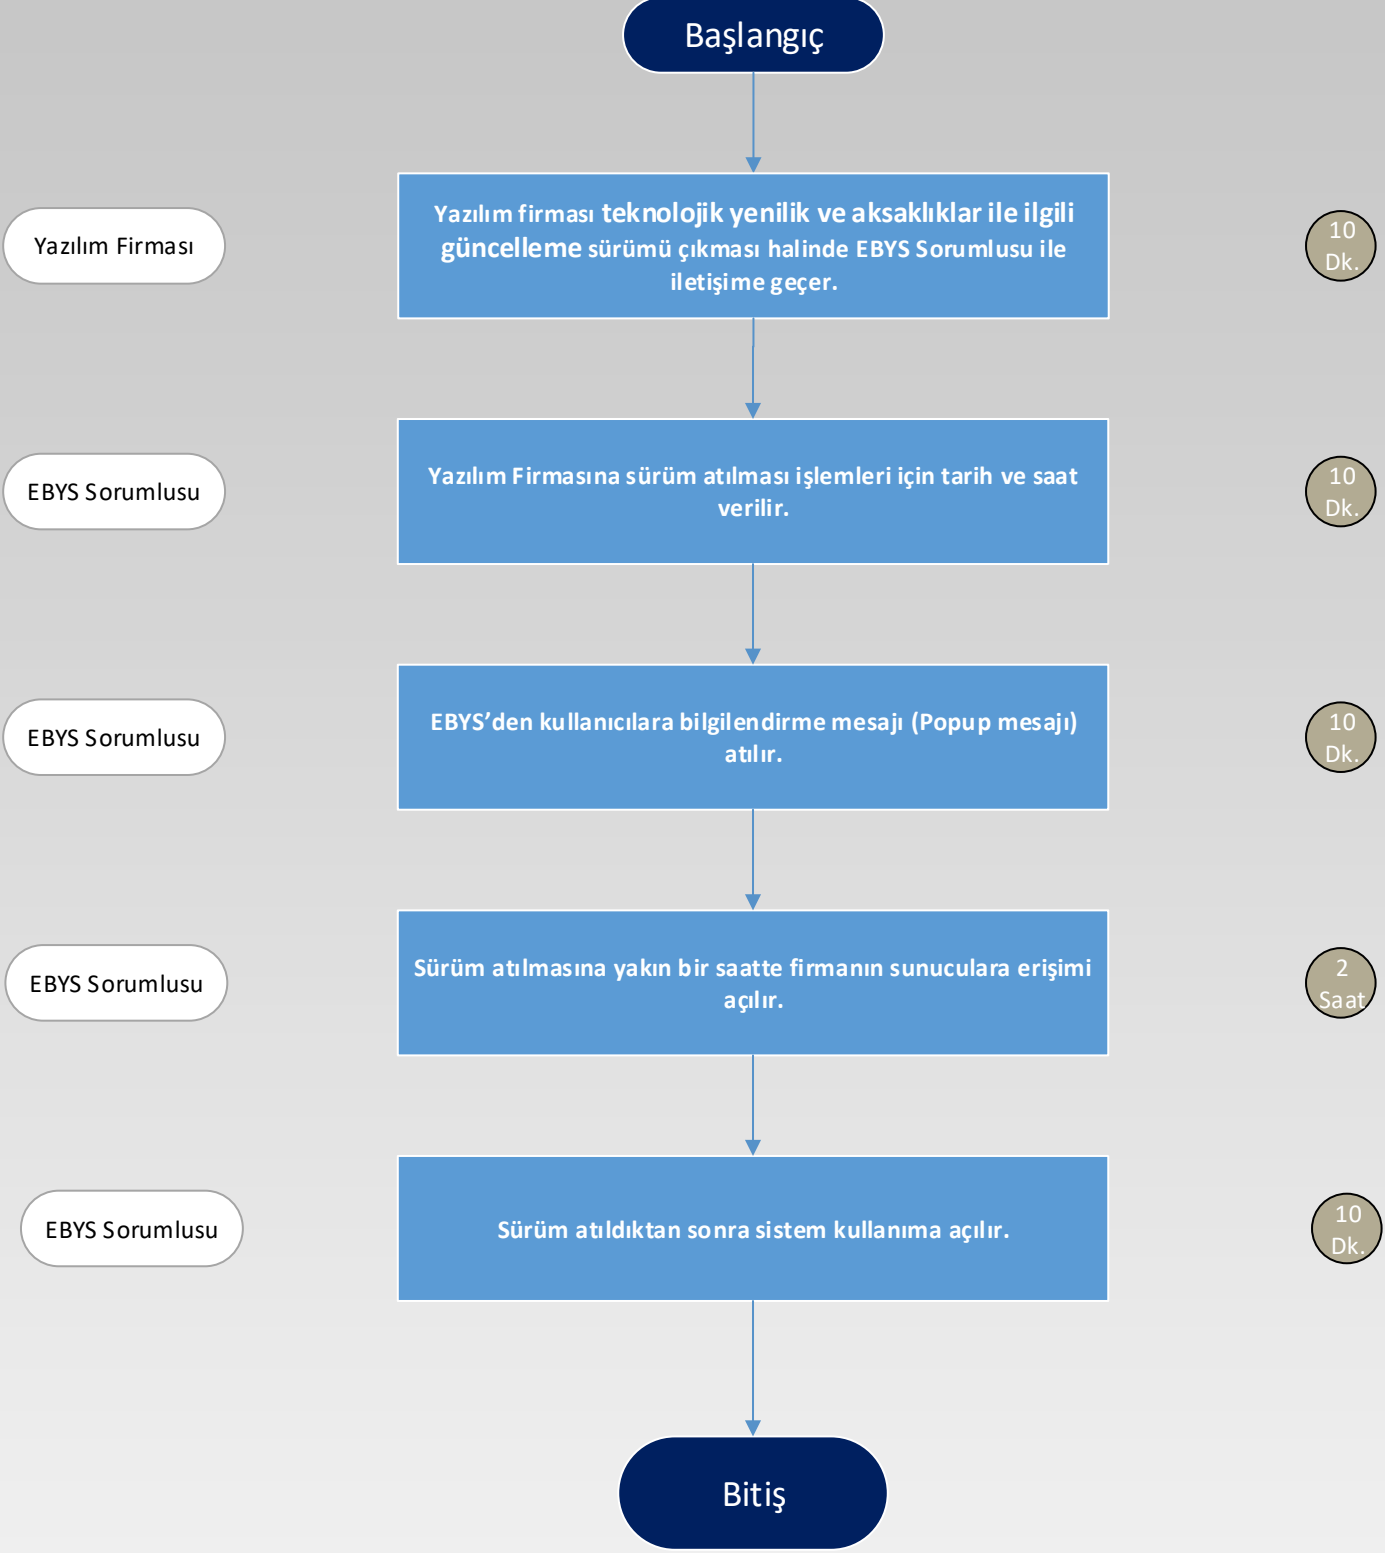 Başlangıç
Yazılım Firması
Yazılım firması teknolojik yenilik ve aksaklıklar ile ilgili
güncelleme sürümü çıkması halinde EBYS Sorumlusu ile
iletişime geçer.
10
Dk.
EBYS Sorumlusu
Yazılım Firmasına sürüm atılması işlemleri için tarih ve saat
verilir.
10
Dk.
EBYS Sorumlusu
EBYS’den kullanıcılara bilgilendirme mesajı (Popup mesajı)
atılır.
10
Dk.
EBYS Sorumlusu
Sürüm atılmasına yakın bir saatte firmanın sunuculara erişimi
açılır.
2
Saat
EBYS Sorumlusu
Sürüm atıldıktan sonra sistem kullanıma açılır.
10
Dk.
Bitiş